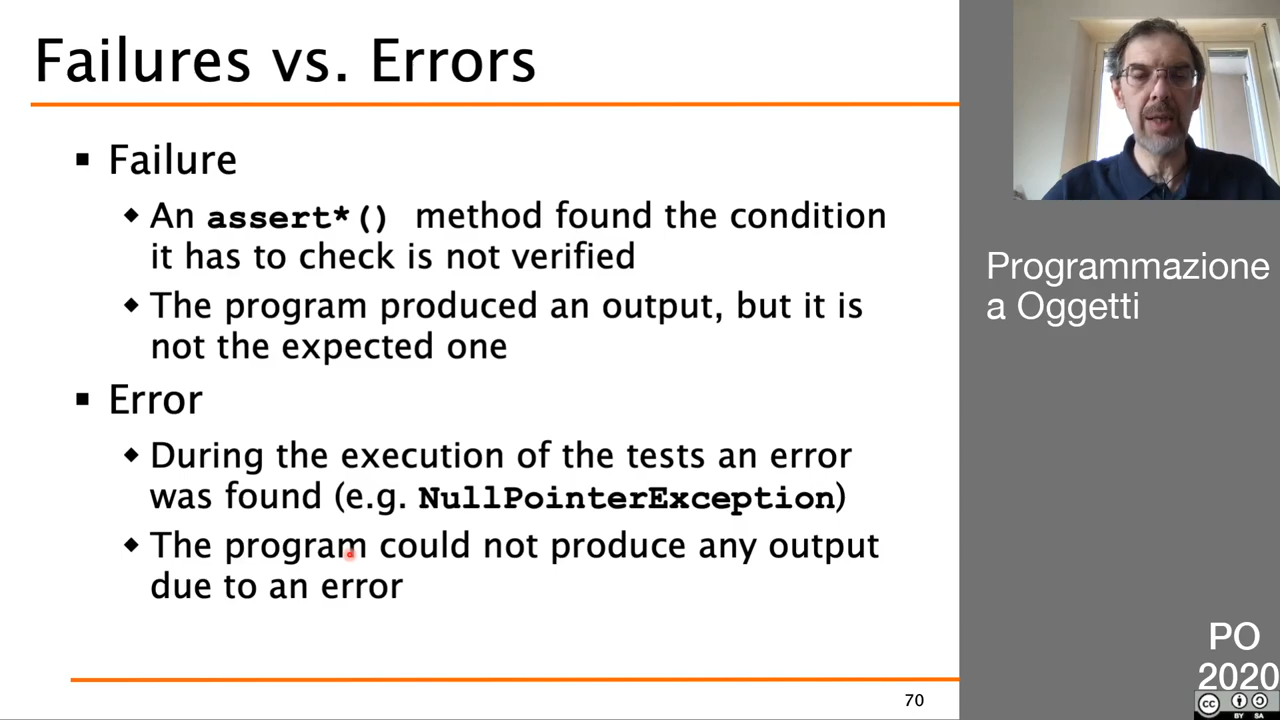 Failures vs. Errors
▪ Failure
◆ An assert*() method found the condition
it has to check is not verified
◆ The program produced an output, but it is
not the expected one
▪ Error
◆ During the execution of the tests an error
was found (e.g. NullPointerException)
◆ The program could not produce any output
due to an error
70
Programmazione
a Oggetti
PO
2020
cc
BY SA